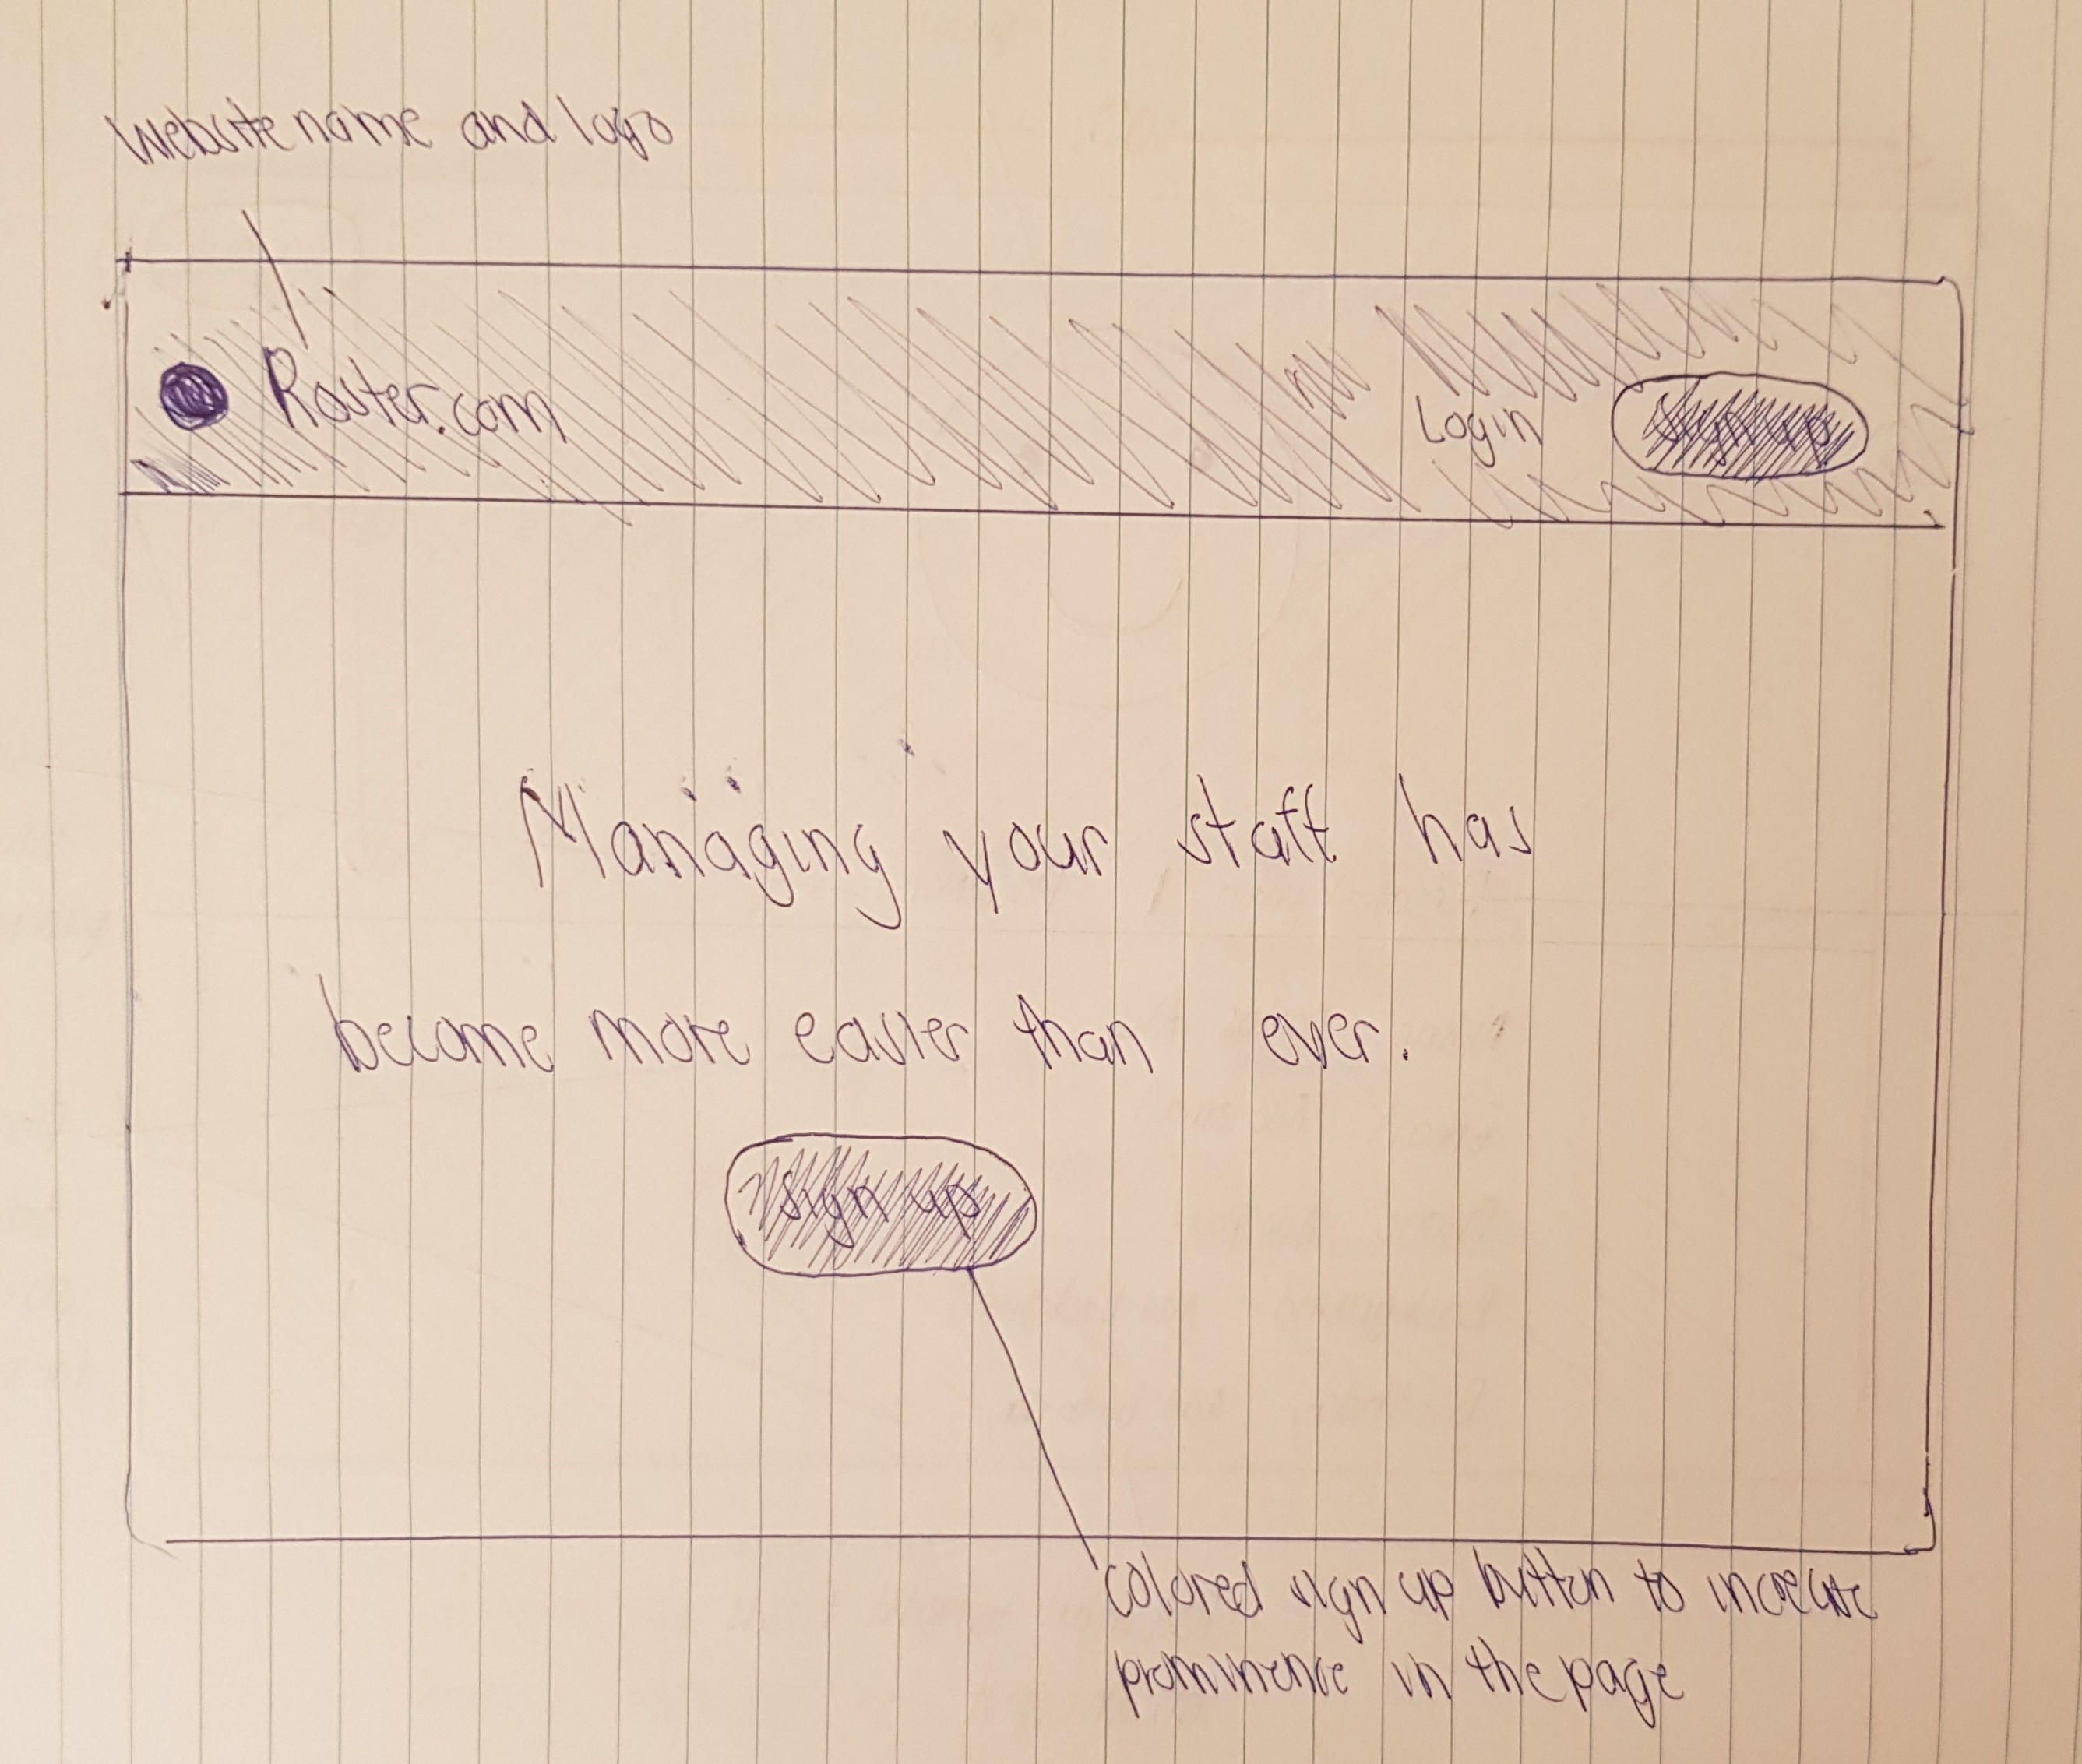 Website name and logo
Roster.com
Login
sign up
Managing your staff has
become more easier than ever.
sign up
colored sign up button to increase
prominence in the page